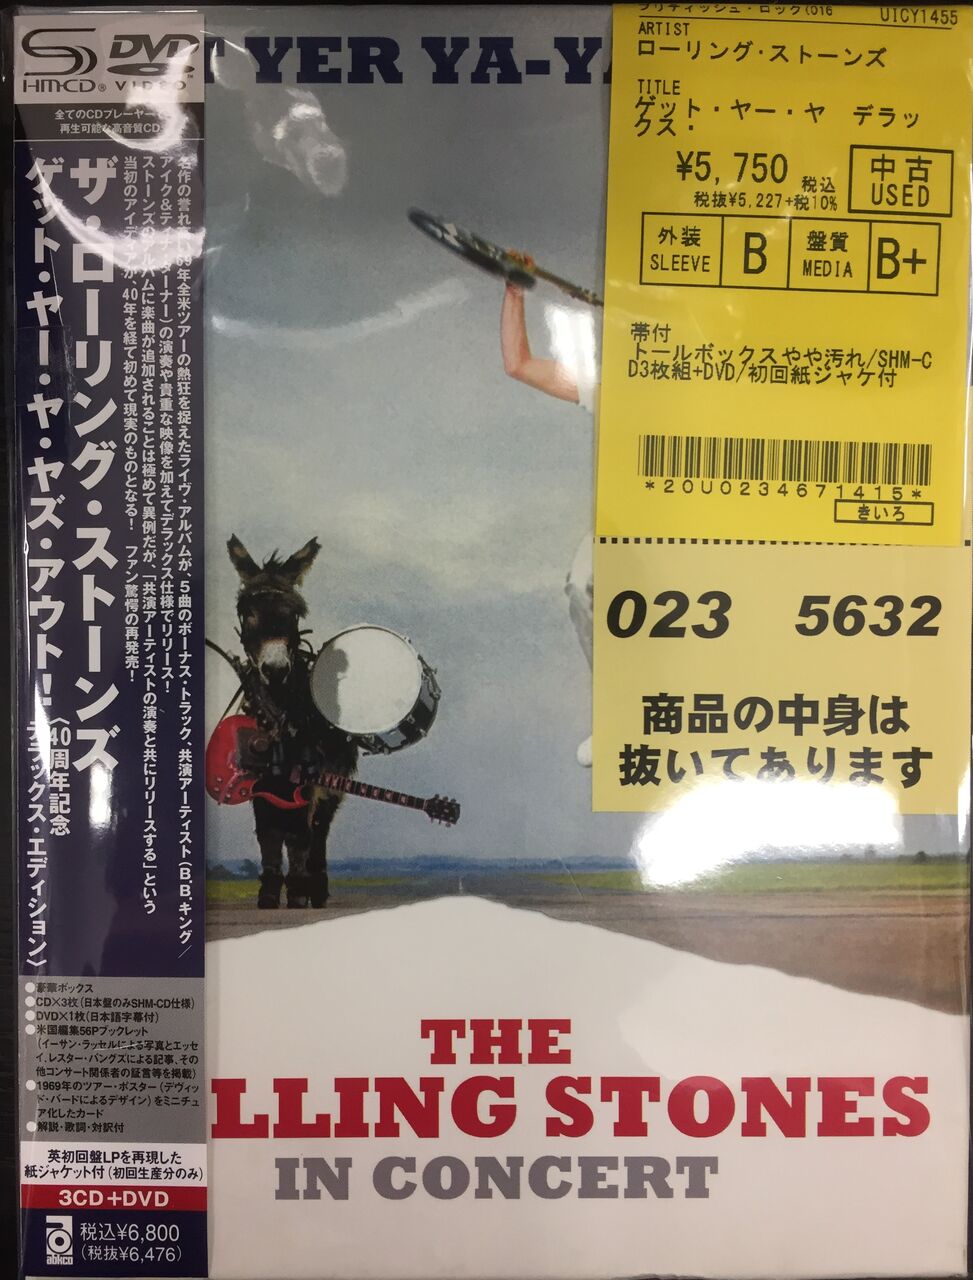 SHM-CD®
DVD
VIDEO™
全てのCDプレーヤーで
再生可能な高音質CD
ザ・ローリング・ストーンズ
ゲット・ヤー・ヤ・ヤズ・アウト!
〈40周年記念
デラックス・エディション〉
名作の誉れ高い69年全米ツアーの熱狂を捉えたライヴ・アルバムが、5曲のボーナス・トラック、共演アーティスト(B.B.キング/
アイク&ティナ・ターナー)の演奏や貴重な映像を加えてデラックス仕様でリリース!
ストーンズのアルバムに楽曲が追加されることは極めて異例だが、「共演アーティストの演奏と共にリリースする」という
当初のアイディアが、40年を経て初めて現実のものとなる! ファン驚愕の再発売!
●豪華ボックス
●CD×3枚(日本盤のみSHM-CD仕様)
●DVD×1枚(日本語字幕付)
●米国編集56Pブックレット
(イーサン・ラッセルによる写真とエッセ
イ、レスター・バングズによる記事、その
他コンサート関係者の証言等を掲載)
●1969年のツアー・ポスター(デヴィッ
ド・バードによるデザイン)をミニチュ
ア化したカード
●解説・歌詞・対訳付
英初回盤LPを再現した
紙ジャケット付(初回生産分のみ)
3CD+DVD
abkco
税込¥6,800
(税抜¥6,476)
T YER YA-YA
ブリティッシュ・ロック(016
UICY1455
ARTIST
ローリング・ストーンズ
TITLE
ゲット・ヤー・ヤ デラッ
クス・
¥5,750 税込
税抜¥5,227+税10%
中古
USED
外装
SLEEVE
B
盤質
MEDIA
B+
帯付
トールボックスやや汚れ/SHM-C
D3枚組+DVD/初回紙ジャケ付
*20U0234671415*
きいろ
023 5632
商品の中身は
抜いてあります
THE
LLING STONES
IN CONCERT